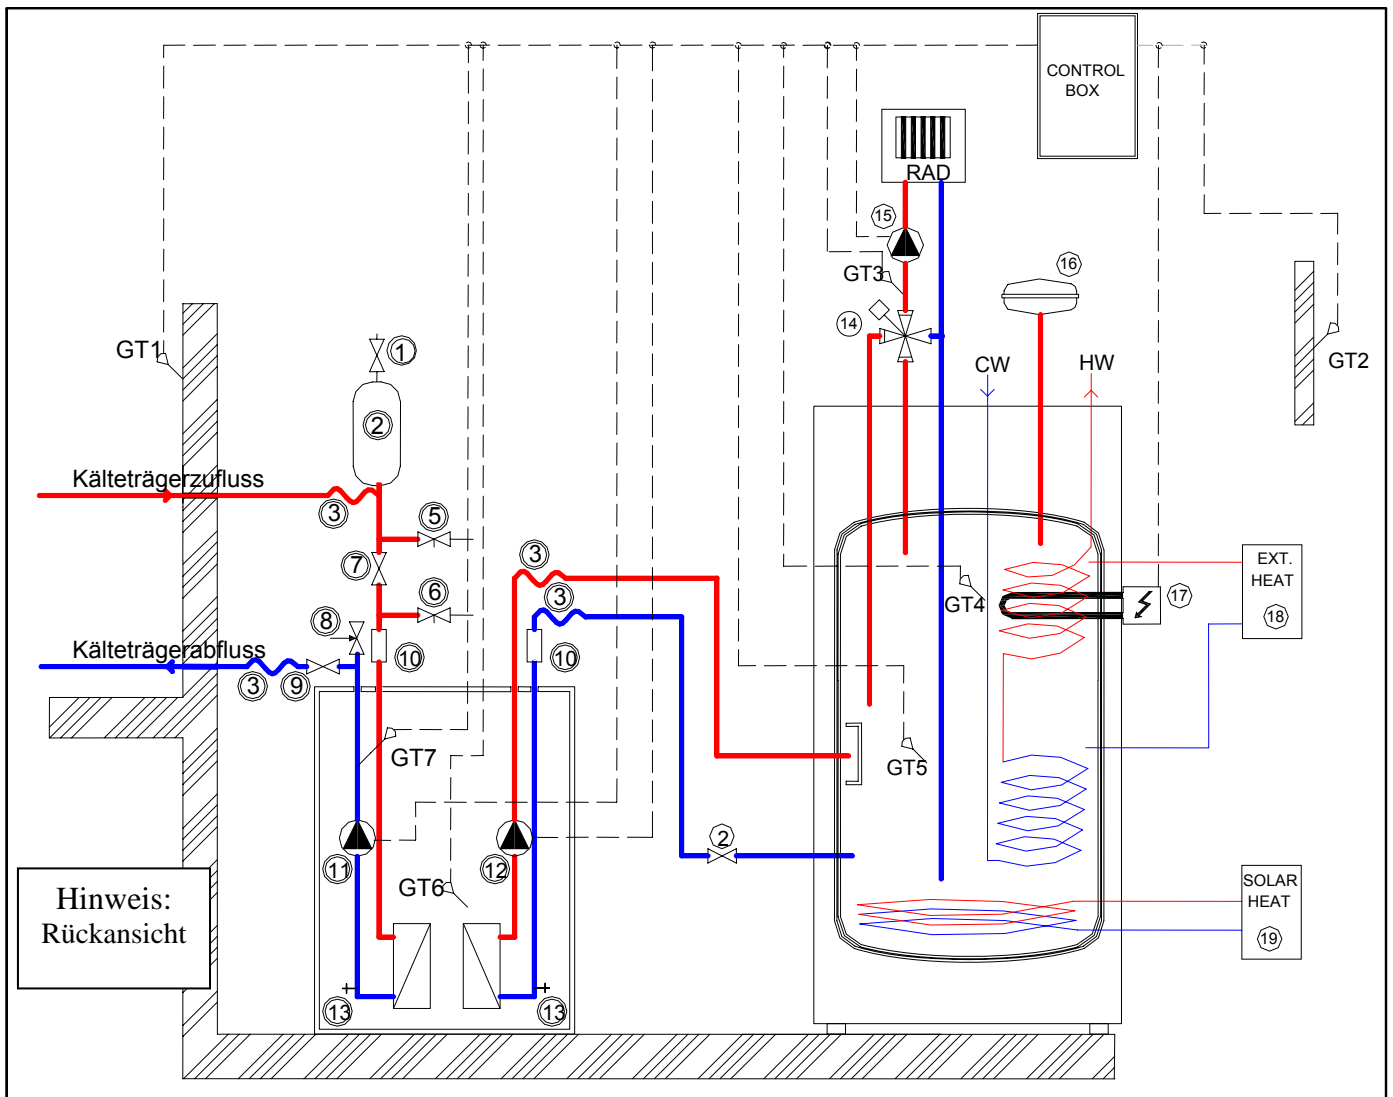 CONTROL
BOX
RAD
15
GT3
16
14
GT1
1
GT2
CW
HW
2
Kälteträgerzufluss
3
5
7
3
EXT.
HEAT
18
6
3
GT4
17
8
Kälteträgerabfluss
10
10
3
9
GT7
GT5
2
11
12
GT6
Hinweis:
Rückansicht
SOLAR
HEAT
19
13
13